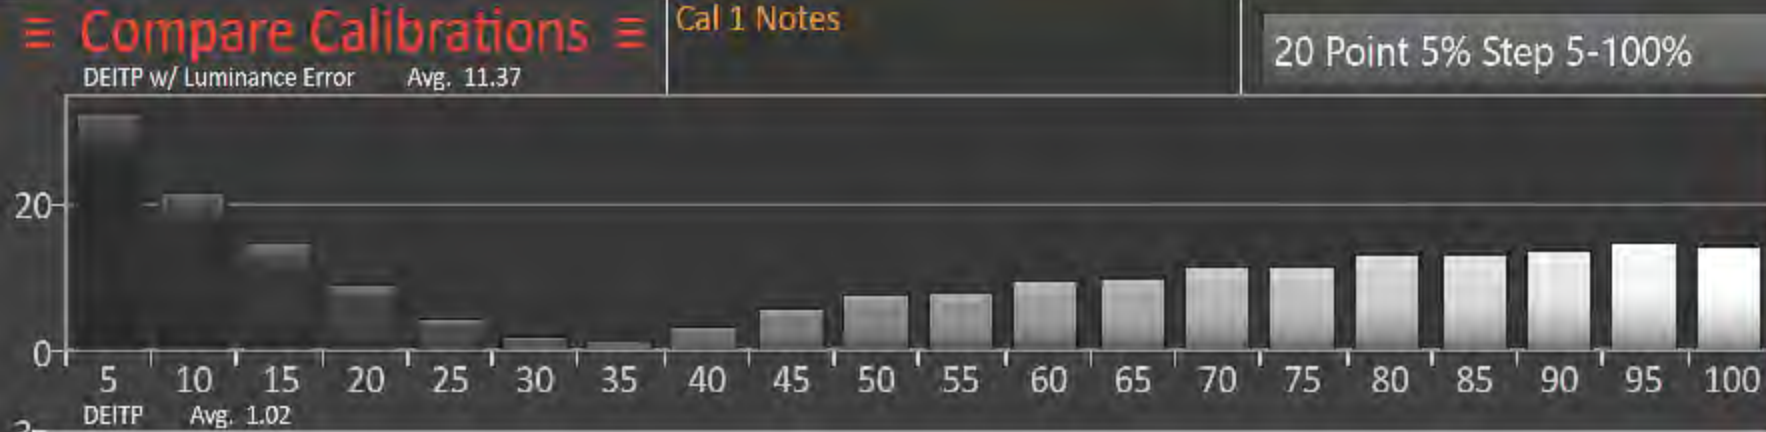 ≡ Compare Calibrations ≡
DEITP w/ Luminance Error Avg. 11.37
Cal 1 Notes
20 Point 5% Step 5-100%
20
0
5 10 15 20 25 30 35 40 45 50 55 60 65 70 75 80 85 90 95 100
DEITP Avg. 1.02